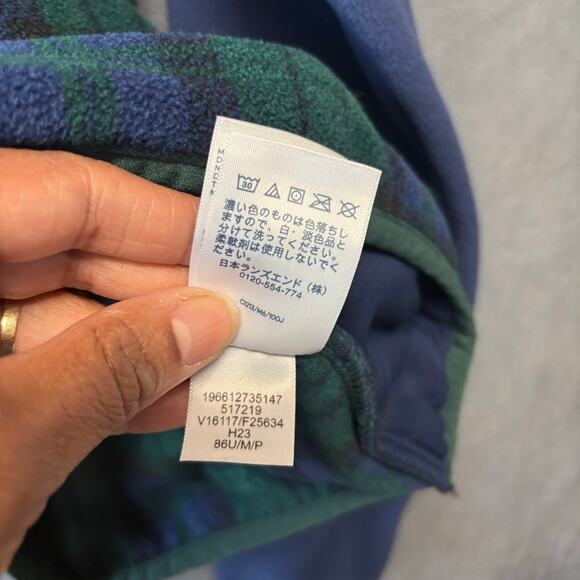 30
濃い色のものは色落ち
しますので、白・淡色品と
分けて洗ってください。
柔軟剤は使用しないでく
ださい。
日本ランズエンド（株）
0120-554-774
196612735147
517219
V16117/F25634
H23
86U/M/P